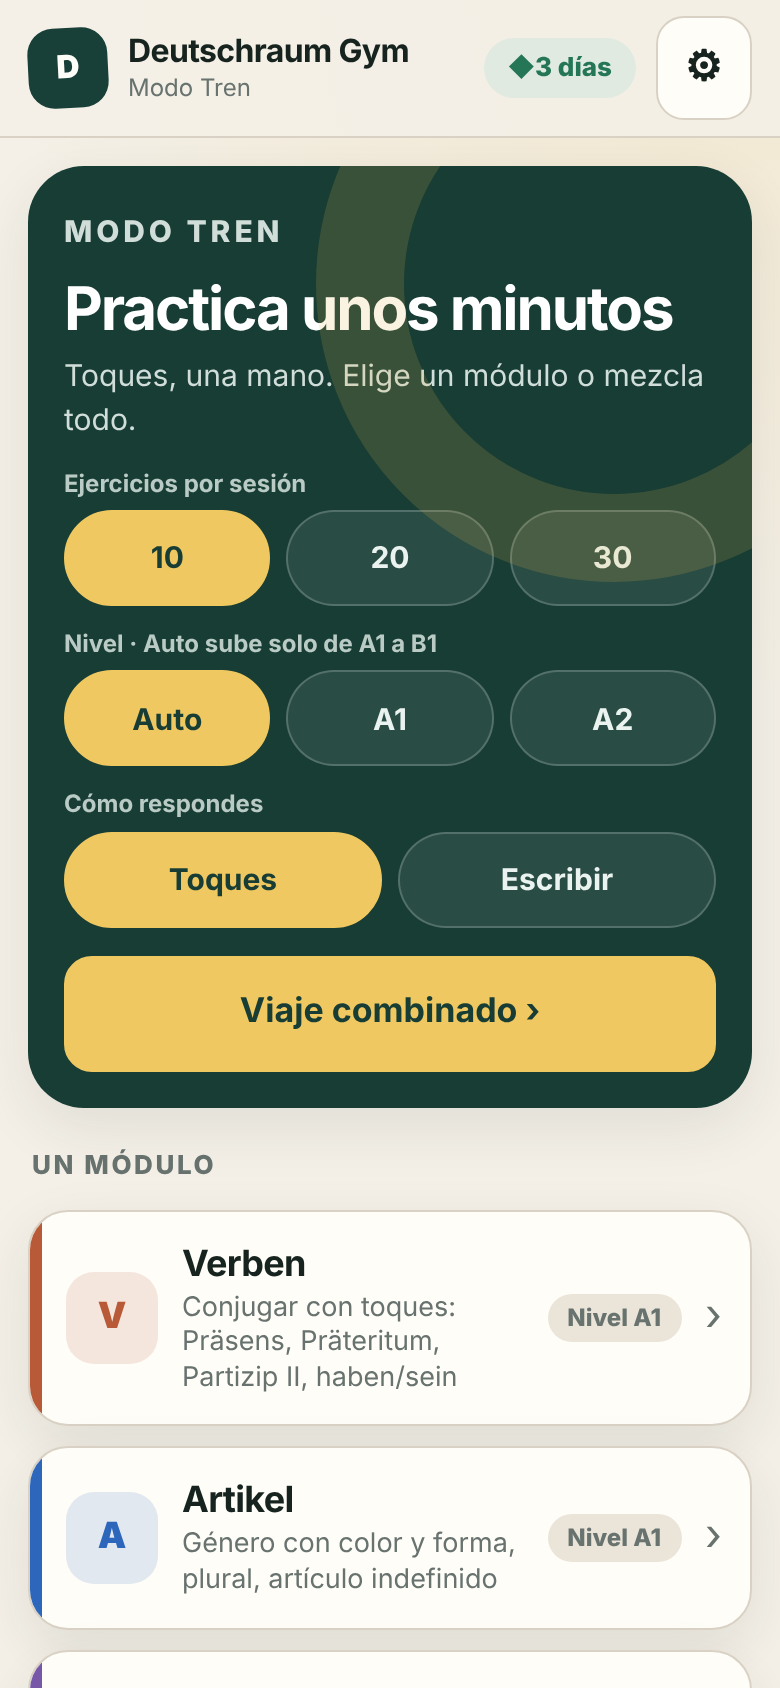 D
Deutschraum Gym
Modo Tren
◆3 días
⚙
MODO TREN
Practica unos minutos
Toques, una mano. Elige un módulo o mezcla
todo.
Ejercicios por sesión
10
20
30
Nivel · Auto sube solo de A1 a B1
Auto
A1
A2
Cómo respondes
Toques
Escribir
Viaje combinado ›
UN MÓDULO
V
Verben
Conjugar con toques:
Präsens, Präteritum,
Partizip II, haben/sein
Nivel A1
›
A
Artikel
Género con color y forma,
plural, artículo indefinido
Nivel A1
›